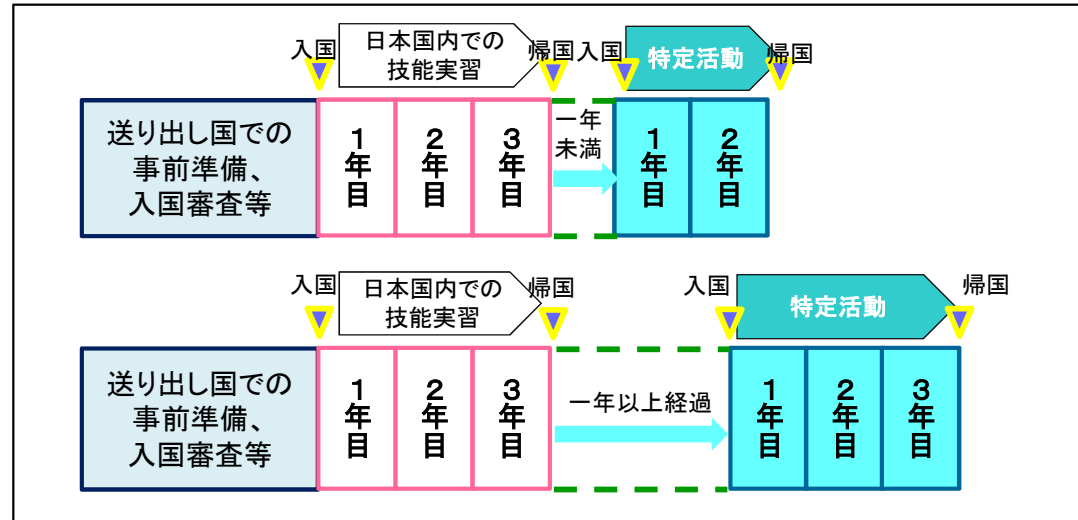 入国
日本国内での
技能実習
帰国
入国
特定活動
帰国
送り出し国での
事前準備、
入国審査等
1年目
2年目
3年目
一年
未満
1年目
2年目
入国
日本国内での
技能実習
帰国
入国
特定活動
帰国
送り出し国での
事前準備、
入国審査等
1年目
2年目
3年目
一年以上経過
1年目
2年目
3年目